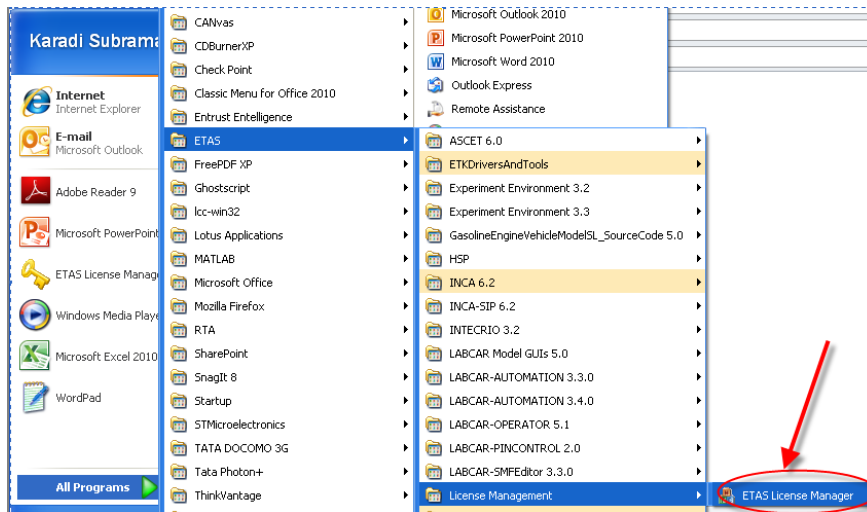 Karadi Subrama
Internet
Internet Explorer
E-mail
Microsoft Outlook
Adobe Reader 9
Microsoft PowerPoint
ETAS License Manag
Windows Media Playe
Microsoft Excel 2010
WordPad
All Programs
CANvas
CDBurnerXP
Check Point
Classic Menu for Office 2010
Entrust Entelligence
ETAS
FreePDF XP
Ghostscript
lcc-win32
Lotus Applications
MATLAB
Microsoft Office
Mozilla Firefox
RTA
SharePoint
SnagIt 8
Startup
STMicroelectronics
TATA DOCOMO 3G
Tata Photon+
ThinkVantage
Microsoft Outlook 2010
Microsoft PowerPoint 2010
Microsoft Word 2010
Outlook Express
Remote Assistance
ASCET 6.0
ETKDriversAndTools
Experiment Environment 3.2
Experiment Environment 3.3
GasolineEngineVehicleModelSL_SourceCode 5.0
HSP
INCA 6.2
INCA-SIP 6.2
INTECRIO 3.2
LABCAR Model GUIs 5.0
LABCAR-AUTOMATION 3.3.0
LABCAR-AUTOMATION 3.4.0
LABCAR-OPERATOR 5.1
LABCAR-PINCONTROL 2.0
LABCAR-SMFEditor 3.3.0
License Management
ETAS License Manager